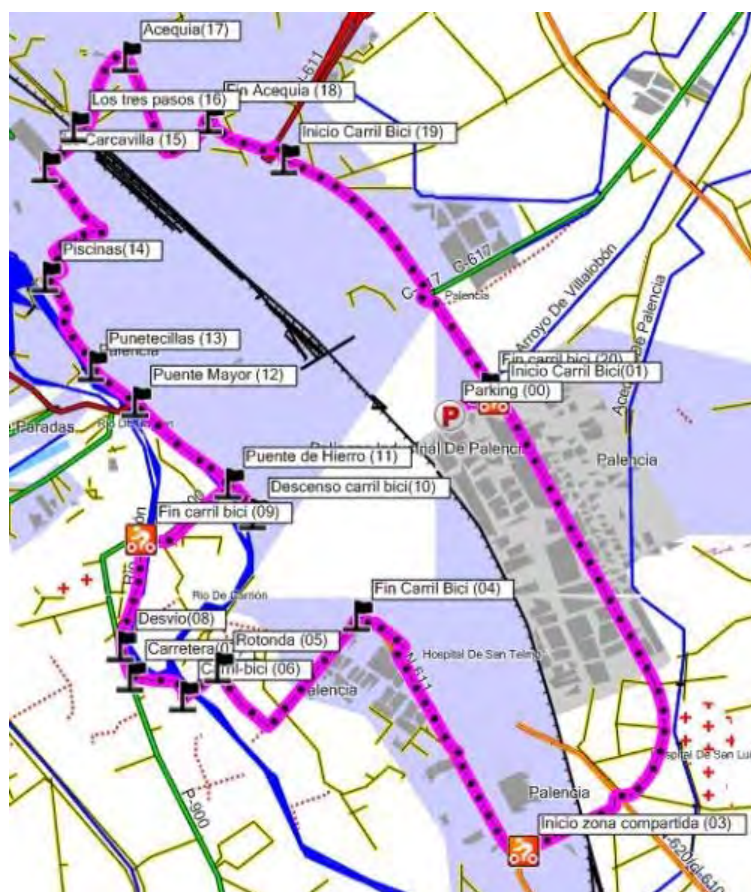 Acequia(17)
Fin Acequia (18)
Los tres pasos (16)
Inicio Carril Bici (19)
Carcavilla (15)
Piscinas(14)
C-617
Palencia
Arroyo De Villalobón
Punetecillas (13)
Palencia
Fin carril bici (20)
Inicio Carril Bici(01)
Puente Mayor (12)
Parking (00)
P
Paradas
Palencia
Puente de Hierro (11)
Descenso carril bici(10)
Fin carril bici (09)
Rio De Carrión
Fin Carril Bici (04)
Desvio(08)
Rotonda (05)
Carretera(0
Carril-bici (06)
Hospital De San Telmo
N-611
Palencia
P-900
Palencia
Inicio zona compartida (03)